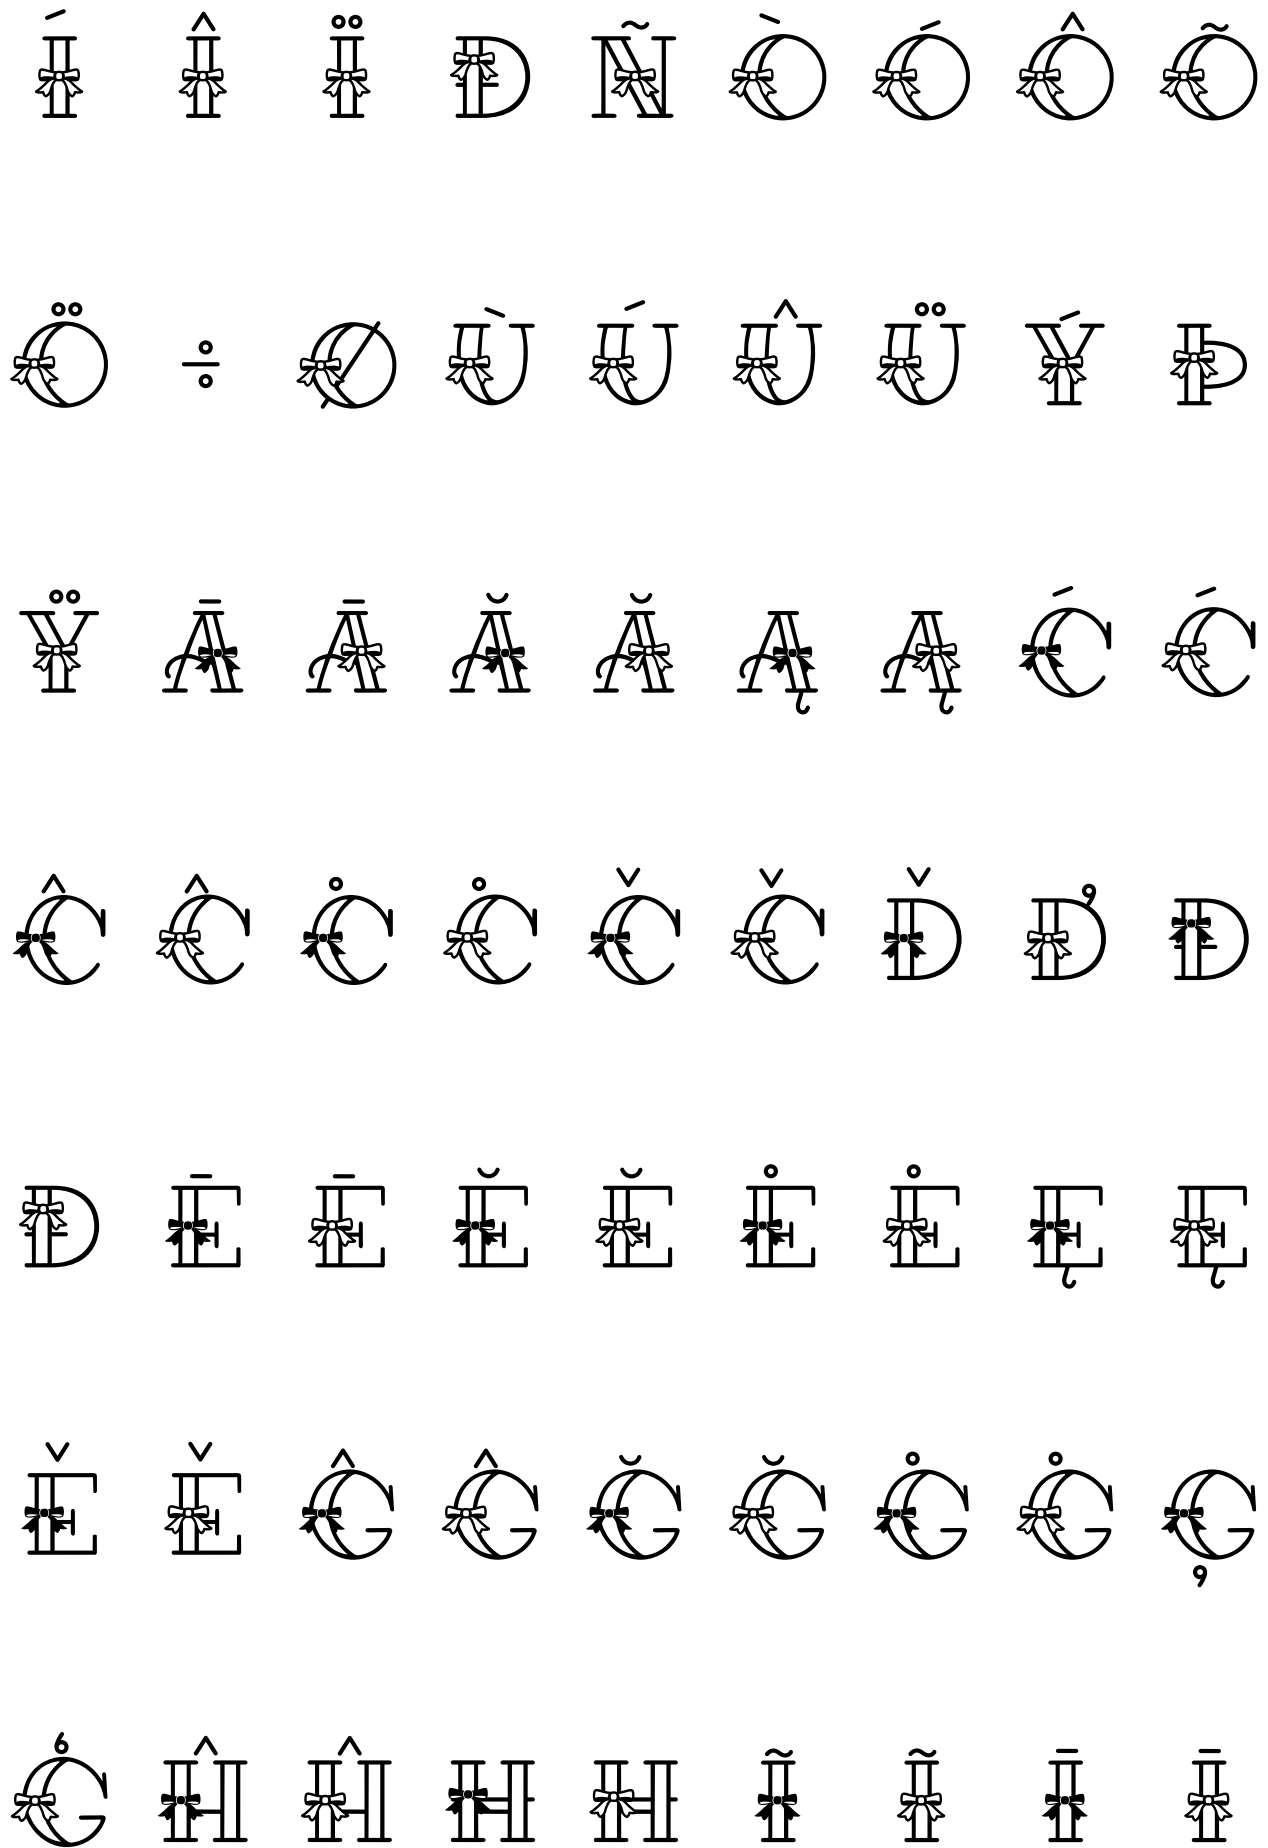 Í Î Ï Ð Ñ Ò Ó Ô Õ
Ö ÷ Ø Ù Ú Û Ü Ý Þ
Ÿ Ā Ā Ă Ă Ą Ą Ć Ć
Ĉ Ĉ Ċ Ċ Č Č Ď Ď Đ
Đ Ē Ē Ĕ Ĕ Ė Ė Ę Ę
Ě Ě Ĝ Ĝ Ğ Ğ Ġ Ġ Ģ
Ģ Ĥ Ĥ Ħ Ħ Ĩ Ĩ Ī Ī